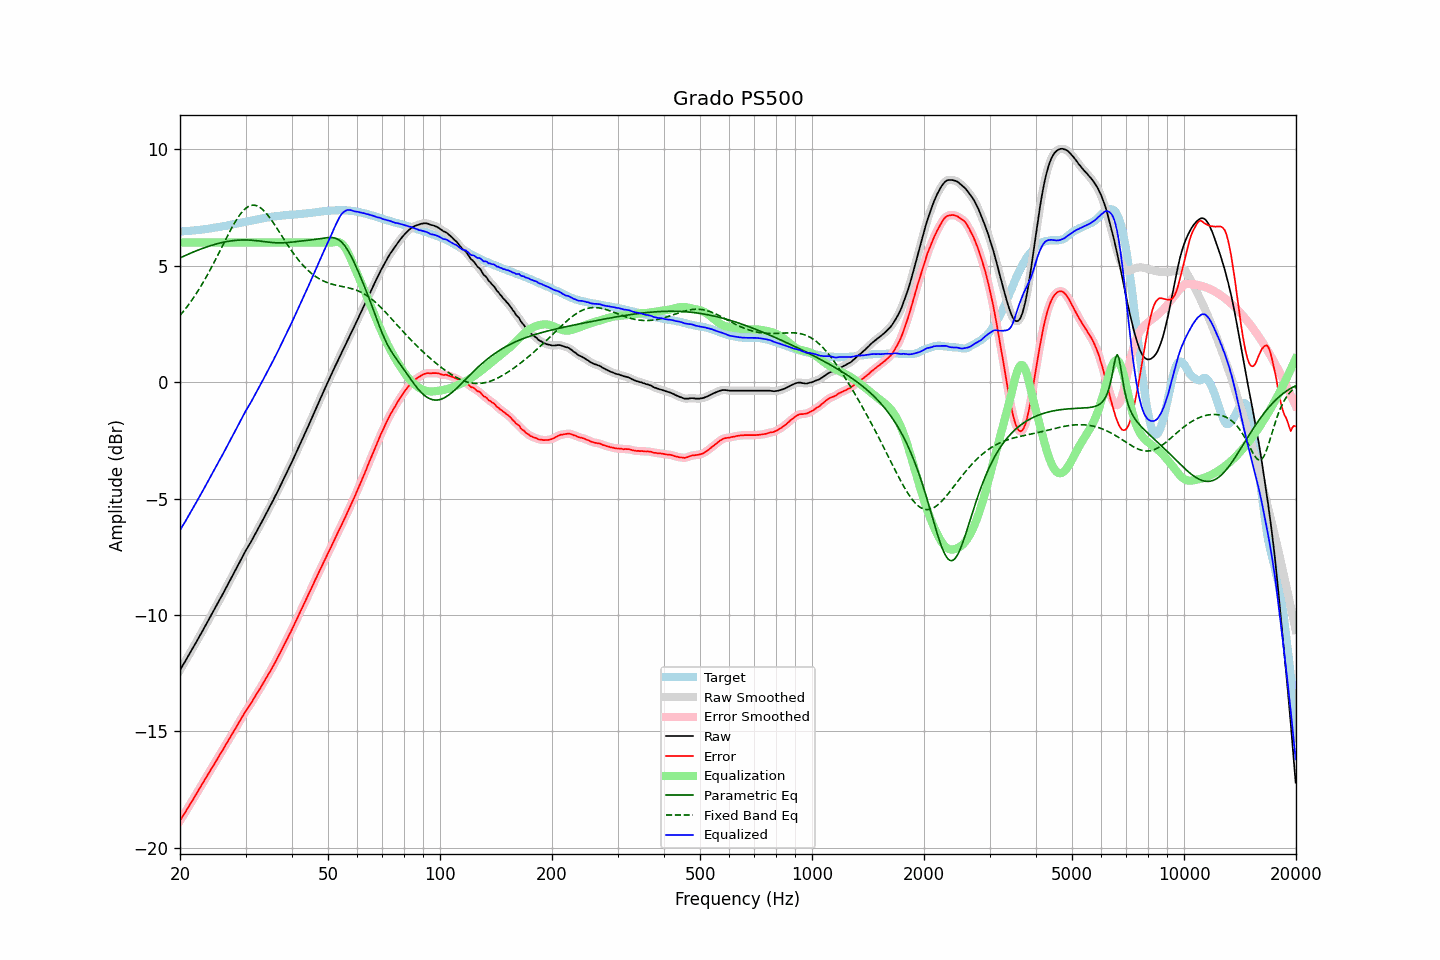 Grado PS500
Amplitude (dBr)
10
5
0
−5
−10
−15
−20
Target
Raw Smoothed
Error Smoothed
Raw
Error
Equalization
Parametric Eq
Fixed Band Eq
Equalized
20 50 100 200 500 1000 2000 5000 10000 20000
Frequency (Hz)